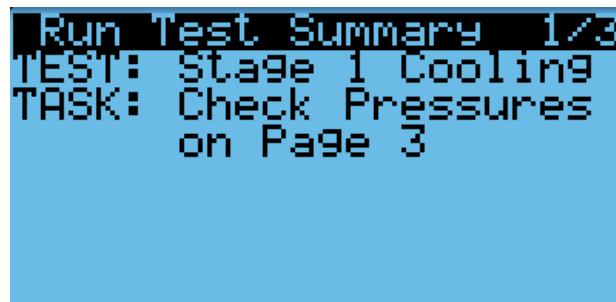 Run Test Summary 1/3
TEST: Stage 1 Cooling
TASK: Check Pressures
on Page 3